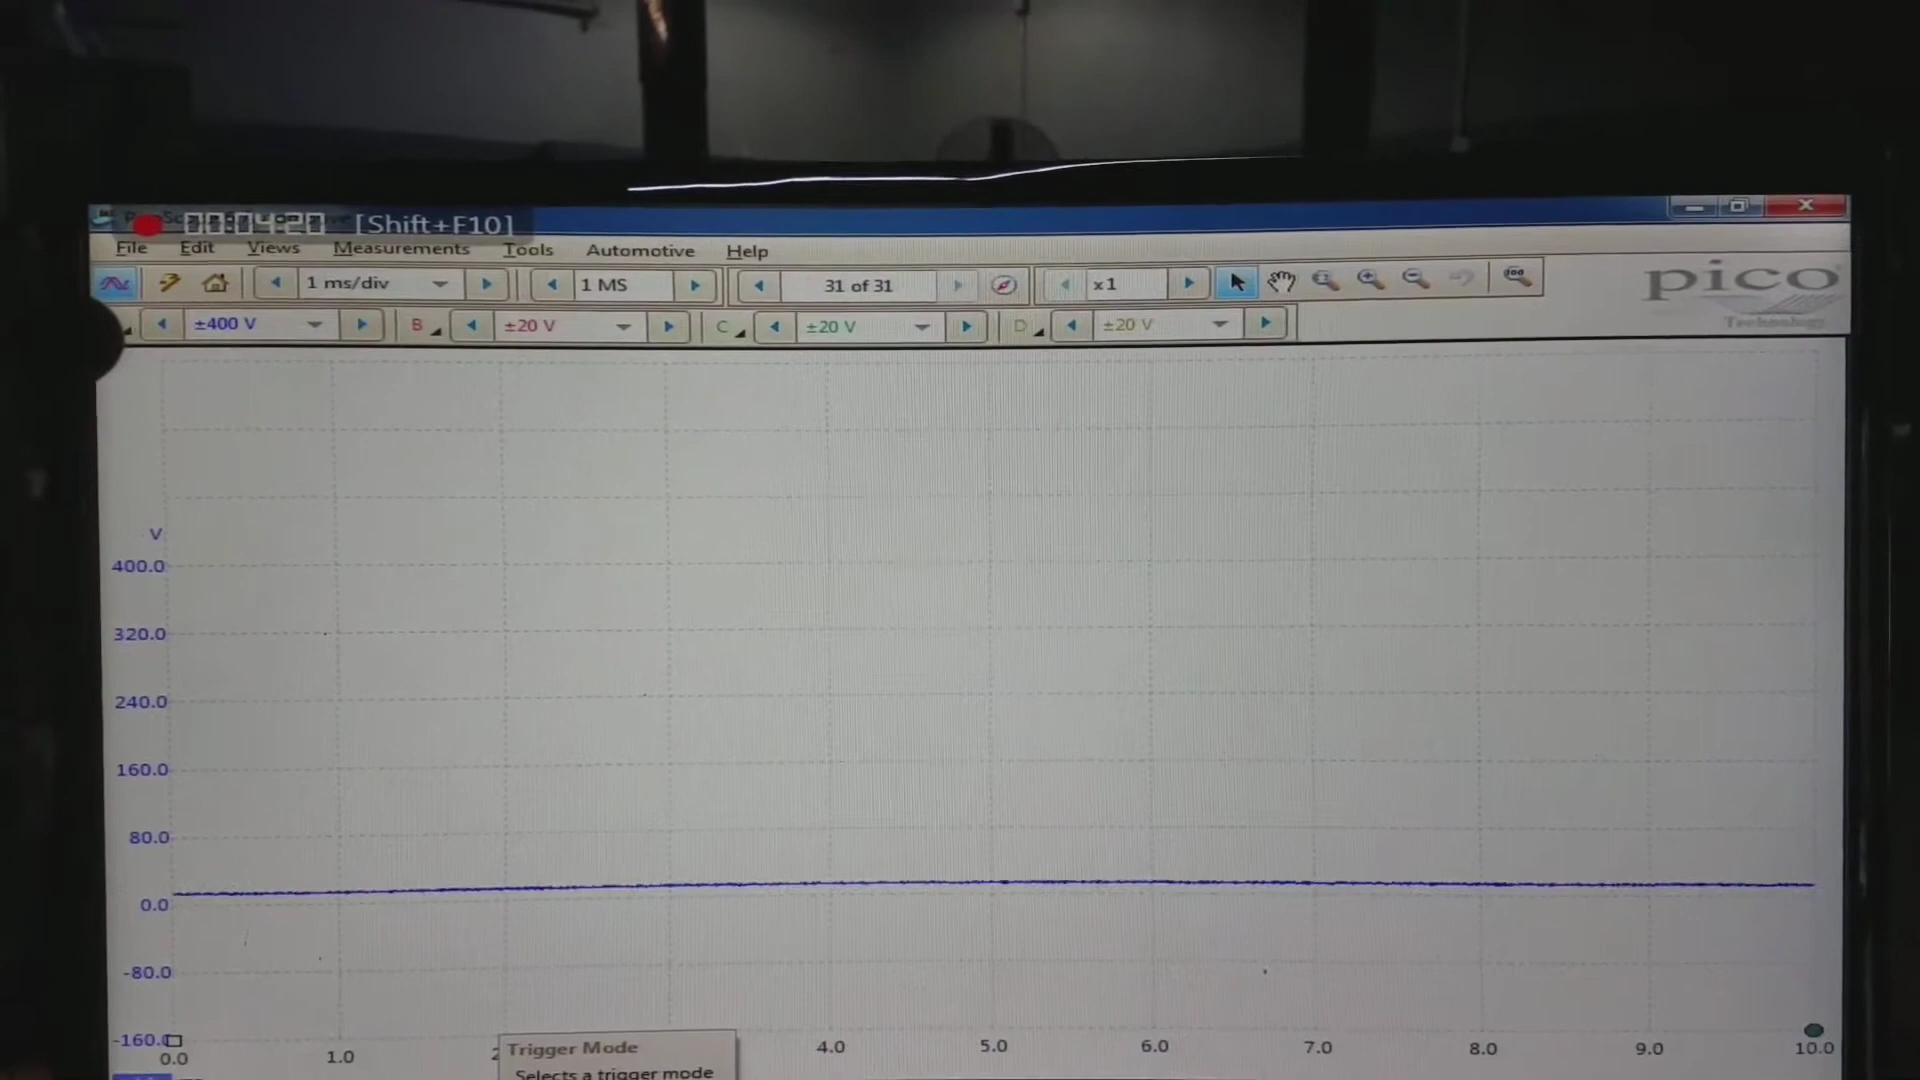 00:04:20 [Shift+F10]
File Edit Views Measurements Tools Automotive Help
1 ms/div 1 MS 31 of 31 x1
pico
Technology
±400 V B ±20 V C ±20 V D ±20 V
V
400.0
320.0
240.0
160.0
80.0
0.0
-80.0
-160.0
0.0 1.0 2 4.0 5.0 6.0 7.0 8.0 9.0 10.0
Trigger Mode
Selects a trigger mode